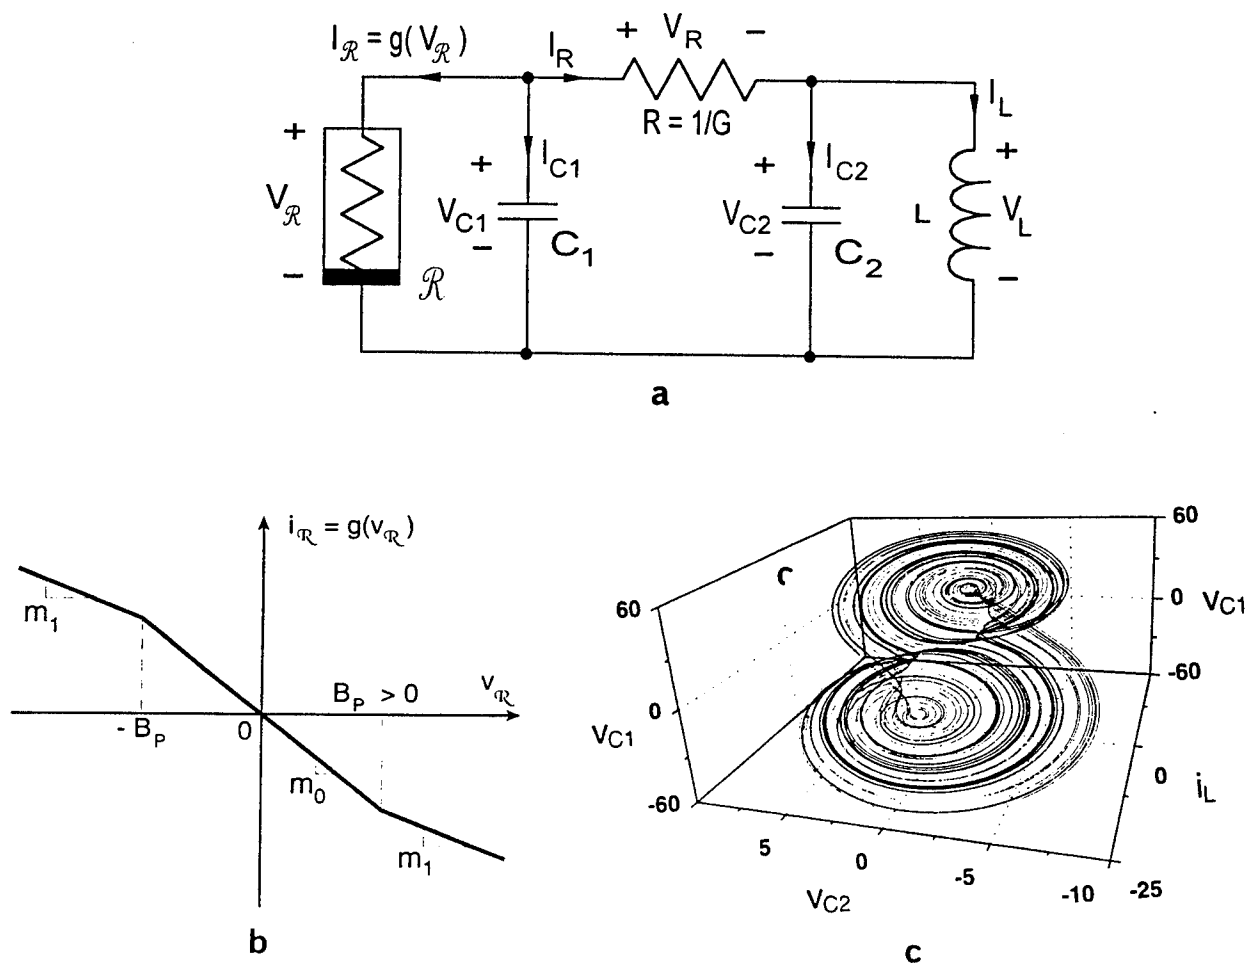 I_ℛ = g(V_ℛ)
I_R
+ V_R −
R = 1/G
I_L
+
V_ℛ
−
ℛ
I_C1
+
V_C1
−
C_1
I_C2
+
V_C2
−
C_2
L
+
V_L
−
a
i_ℛ = g(v_ℛ)
m_1
B_P > 0
v_ℛ
- B_P
0
m_0
m_1
b
60
60
0
V_C1
-60
V_C1
0
-60
0
i_L
5
0
-5
-10
-25
V_C2
c